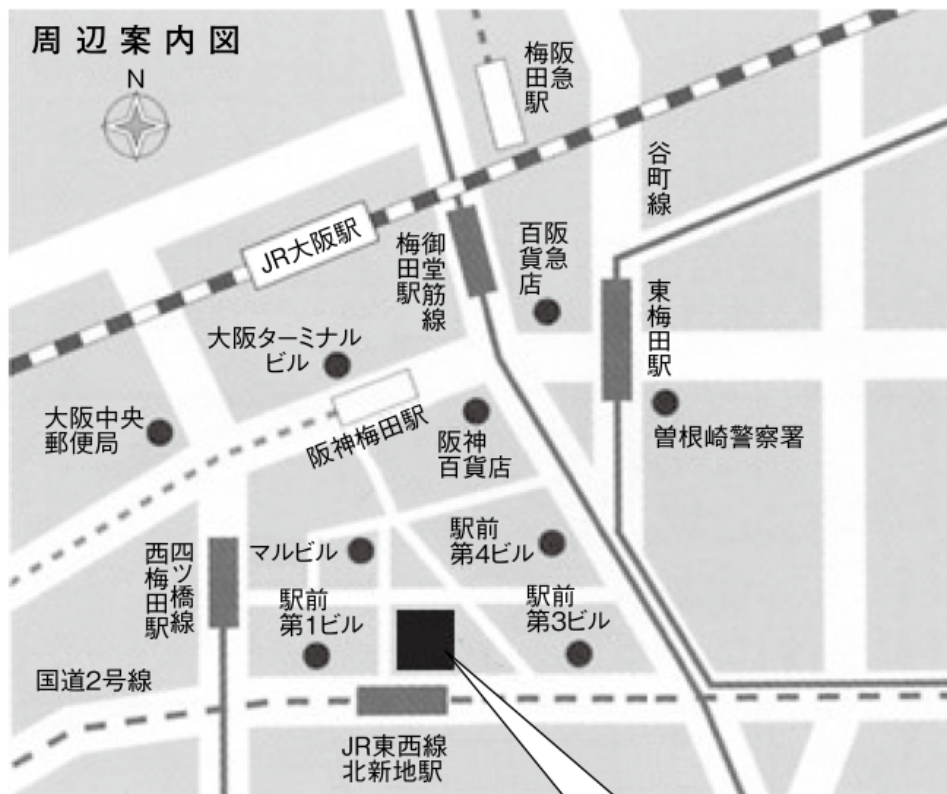 周辺案内図
N
阪急
梅田駅
谷町線
JR大阪駅
御堂筋線
梅田駅
阪急
百貨店
東梅田駅
大阪ターミナル
ビル
大阪中央
郵便局
阪神梅田駅
阪神
百貨店
曽根崎警察署
四ツ橋線
西梅田駅
マルビル
駅前
第4ビル
駅前
第1ビル
駅前
第3ビル
国道2号線
JR東西線
北新地駅